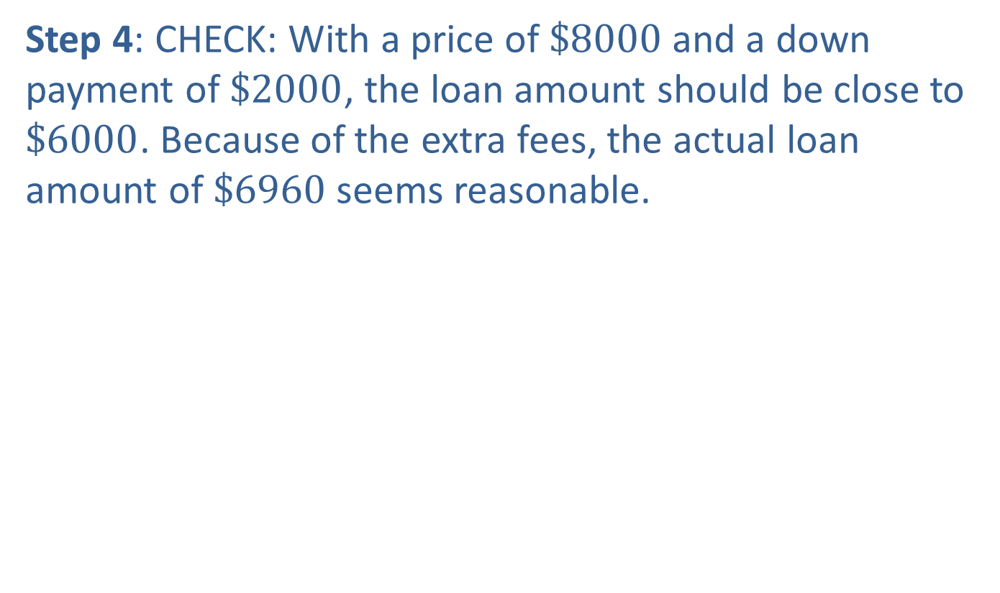 Step 4: CHECK: With a price of $8000 and a down
payment of $2000, the loan amount should be close to
$6000. Because of the extra fees, the actual loan
amount of $6960 seems reasonable.